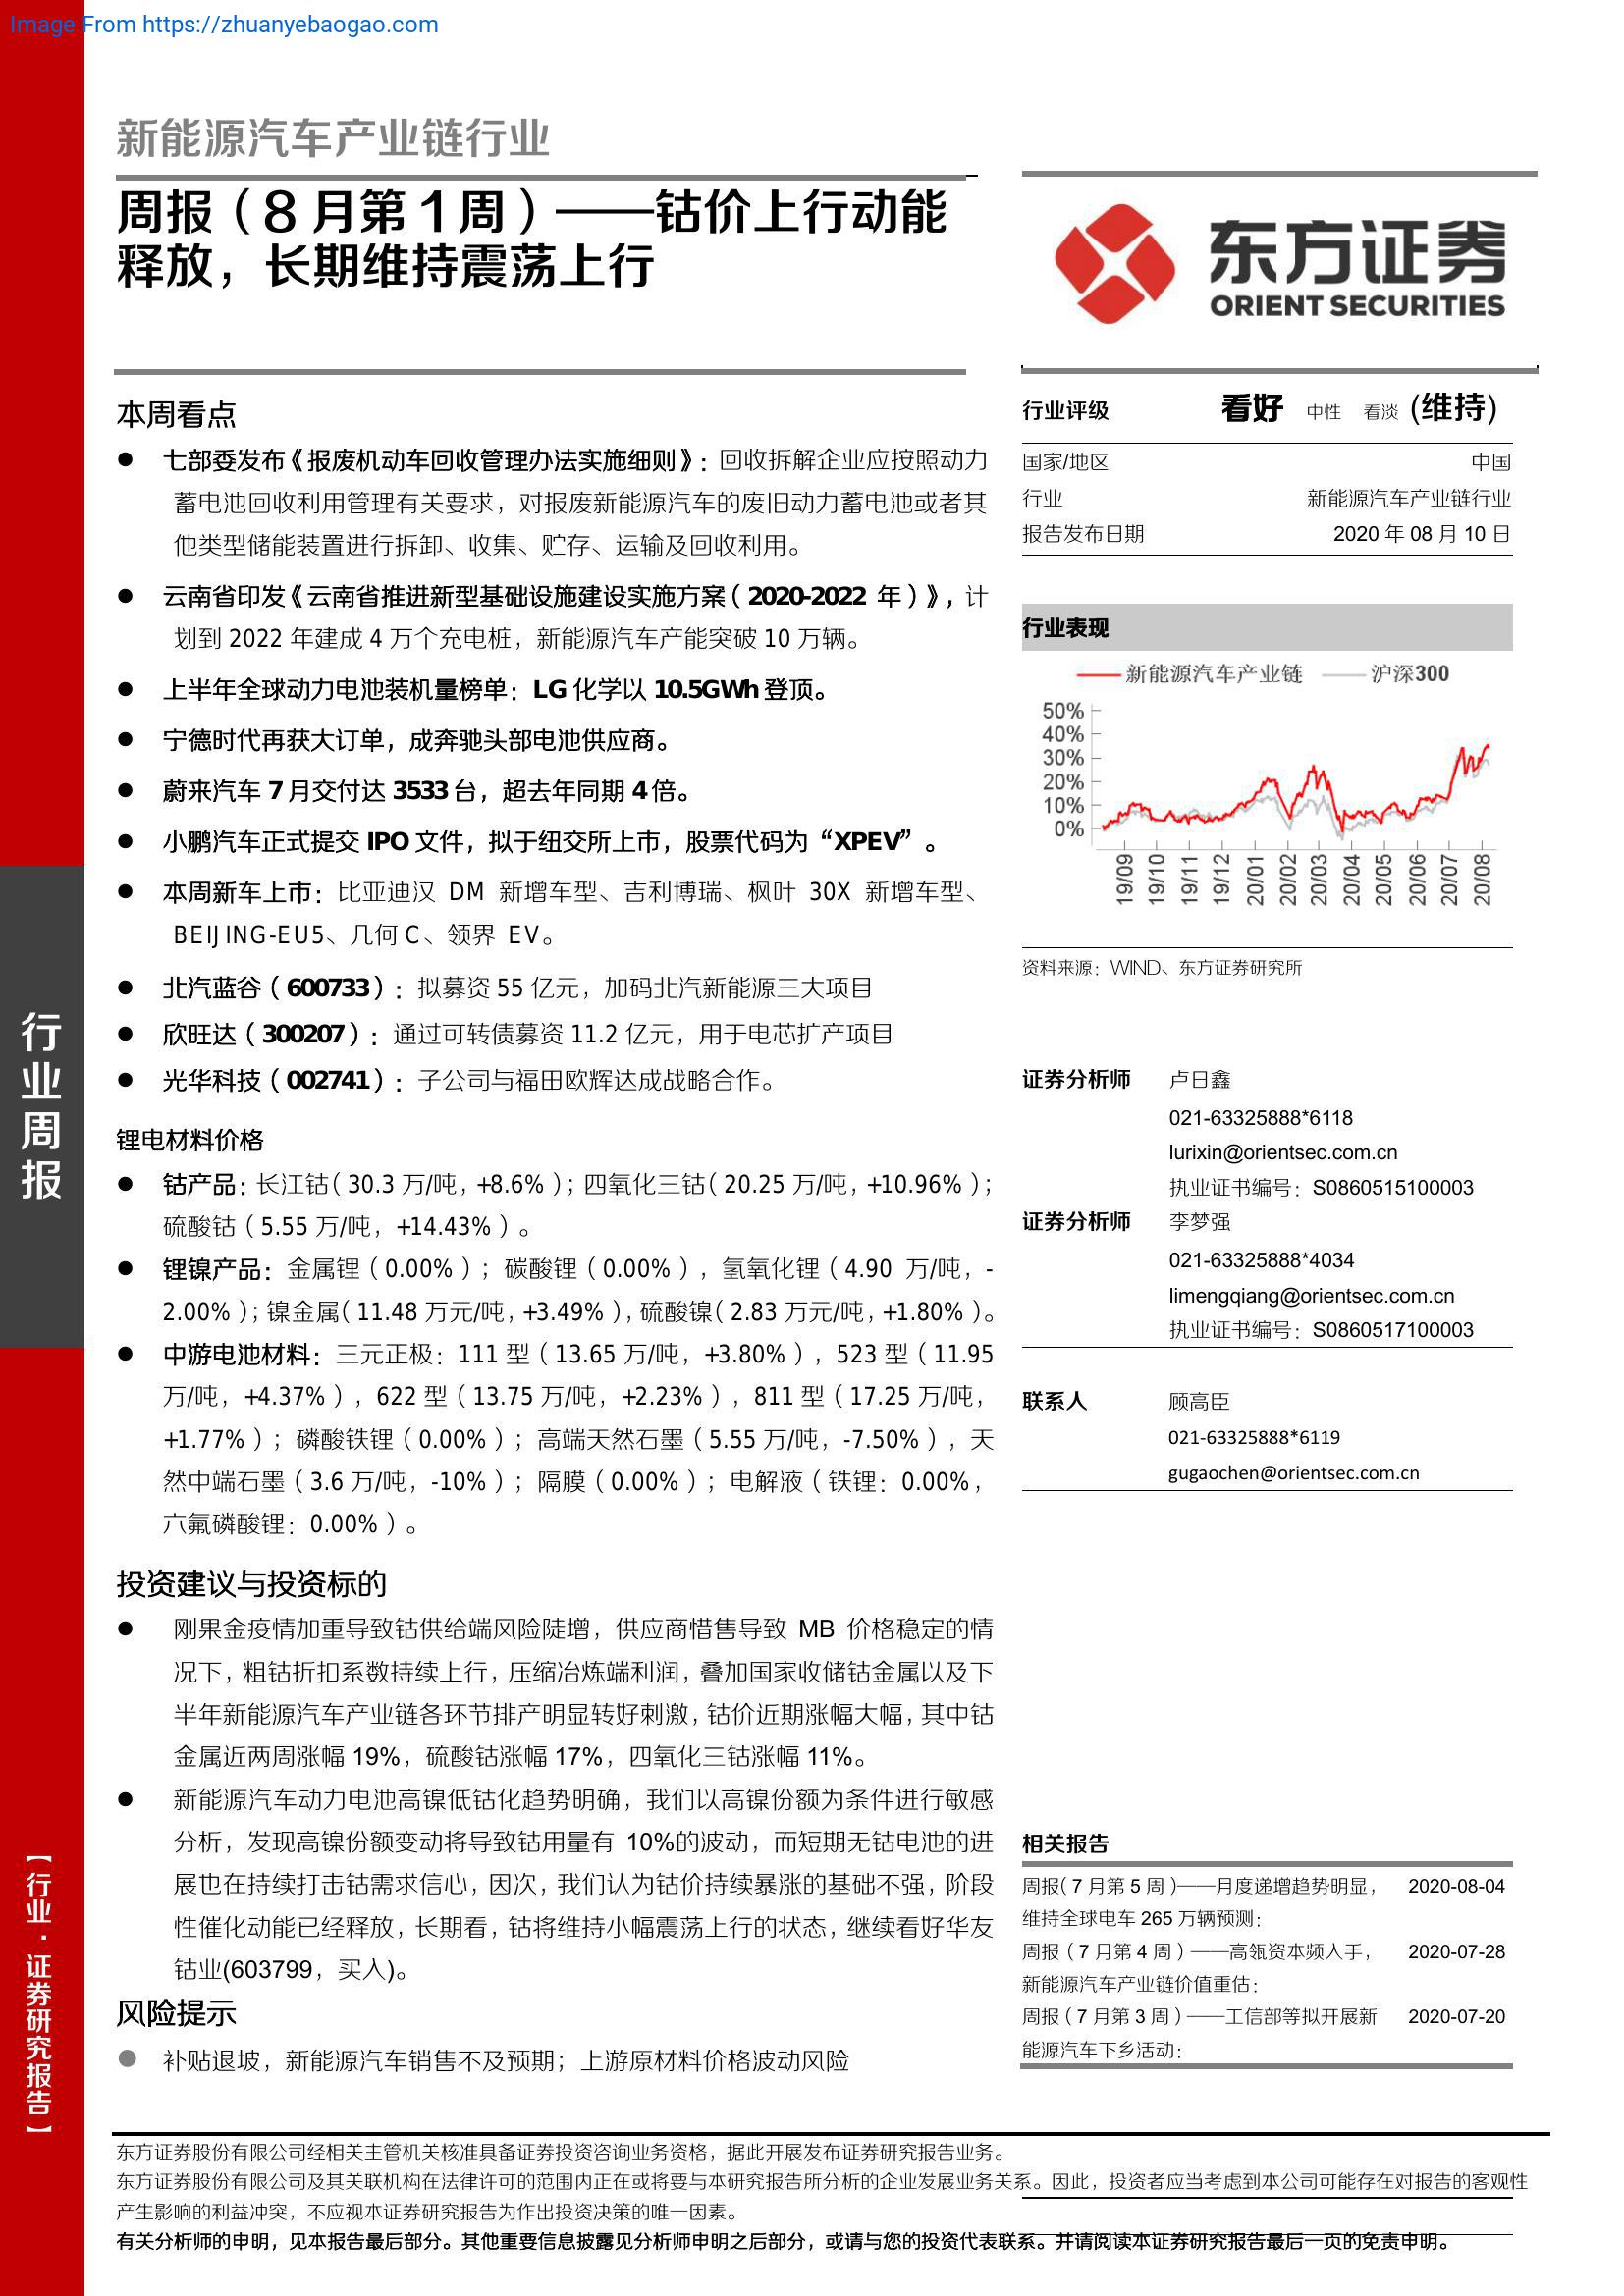 Image From https://zhuanyebaogao.com
新能源汽车产业链行业
周报（8 月第 1 周）——钴价上行动能
释放，长期维持震荡上行
东方证券
ORIENT SECURITIES
本周看点
● 七部委发布《报废机动车回收管理办法实施细则》：回收拆解企业应按照动力
蓄电池回收利用管理有关要求，对报废新能源汽车的废旧动力蓄电池或者其
他类型储能装置进行拆卸、收集、贮存、运输及回收利用。
● 云南省印发《云南省推进新型基础设施建设实施方案（2020-2022 年）》，计
划到 2022 年建成 4 万个充电桩，新能源汽车产能突破 10 万辆。
● 上半年全球动力电池装机量榜单：LG 化学以 10.5GWh 登顶。
● 宁德时代再获大订单，成奔驰头部电池供应商。
● 蔚来汽车 7 月交付达 3533 台，超去年同期 4 倍。
● 小鹏汽车正式提交 IPO 文件，拟于纽交所上市，股票代码为“XPEV”。
● 本周新车上市：比亚迪汉 DM 新增车型、吉利博瑞、枫叶 30X 新增车型、
BEIJING-EU5、几何 C、领界 EV。
● 北汽蓝谷（600733）：拟募资 55 亿元，加码北汽新能源三大项目
● 欣旺达（300207）：通过可转债募资 11.2 亿元，用于电芯扩产项目
● 光华科技（002741）：子公司与福田欧辉达成战略合作。
锂电材料价格
● 钴产品：长江钴（30.3 万/吨，+8.6%）；四氧化三钴（20.25 万/吨，+10.96%）；
硫酸钴（5.55 万/吨，+14.43%）。
● 锂镍产品：金属锂（0.00%）；碳酸锂（0.00%），氢氧化锂（4.90 万/吨，-
2.00%）；镍金属（11.48 万元/吨，+3.49%），硫酸镍（2.83 万元/吨，+1.80%）。
● 中游电池材料：三元正极：111 型（13.65 万/吨，+3.80%），523 型（11.95
万/吨，+4.37%），622 型（13.75 万/吨，+2.23%），811 型（17.25 万/吨，
+1.77%）；磷酸铁锂（0.00%）；高端天然石墨（5.55 万/吨，-7.50%），天
然中端石墨（3.6 万/吨，-10%）；隔膜（0.00%）；电解液（铁锂：0.00%，
六氟磷酸锂：0.00%）。
投资建议与投资标的
● 刚果金疫情加重导致钴供给端风险陡增，供应商惜售导致 MB 价格稳定的情
况下，粗钴折扣系数持续上行，压缩冶炼端利润，叠加国家收储钴金属以及下
半年新能源汽车产业链各环节排产明显转好刺激，钴价近期涨幅大幅，其中钴
金属近两周涨幅 19%，硫酸钴涨幅 17%，四氧化三钴涨幅 11%。
● 新能源汽车动力电池高镍低钴化趋势明确，我们以高镍份额为条件进行敏感
分析，发现高镍份额变动将导致钴用量有 10%的波动，而短期无钴电池的进
展也在持续打击钴需求信心，因次，我们认为钴价持续暴涨的基础不强，阶段
性催化动能已经释放，长期看，钴将维持小幅震荡上行的状态，继续看好华友
钴业(603799，买入)。
风险提示
● 补贴退坡，新能源汽车销售不及预期；上游原材料价格波动风险
行业评级 看好 中性 看淡 (维持)
国家/地区 中国
行业 新能源汽车产业链行业
报告发布日期 2020 年 08 月 10 日
行业表现
新能源汽车产业链 沪深300
50%
40%
30%
20%
10%
0%
19/09 19/10 19/11 19/12 20/01 20/02 20/03 20/04 20/05 20/06 20/07 20/08
资料来源：WIND、东方证券研究所
证券分析师 卢日鑫
021-63325888*6118
lurixin@orientsec.com.cn
执业证书编号：S0860515100003
证券分析师 李梦强
021-63325888*4034
limengqiang@orientsec.com.cn
执业证书编号：S0860517100003
联系人 顾高臣
021-63325888*6119
gugaochen@orientsec.com.cn
相关报告
周报（7 月第 5 周）——月度递增趋势明显， 2020-08-04
维持全球电车 265 万辆预测：
周报（7 月第 4 周）——高瓴资本频入手， 2020-07-28
新能源汽车产业链价值重估：
周报（7 月第 3 周）——工信部等拟开展新 2020-07-20
能源汽车下乡活动：
行业周报
【行业·证券研究报告】
东方证券股份有限公司经相关主管机关核准具备证券投资咨询业务资格，据此开展发布证券研究报告业务。
东方证券股份有限公司及其关联机构在法律许可的范围内正在或将要与本研究报告所分析的企业发展业务关系。因此，投资者应当考虑到本公司可能存在对报告的客观性
产生影响的利益冲突，不应视本证券研究报告为作出投资决策的唯一因素。
有关分析师的申明，见本报告最后部分。其他重要信息披露见分析师申明之后部分，或请与您的投资代表联系。并请阅读本证券研究报告最后一页的免责申明。